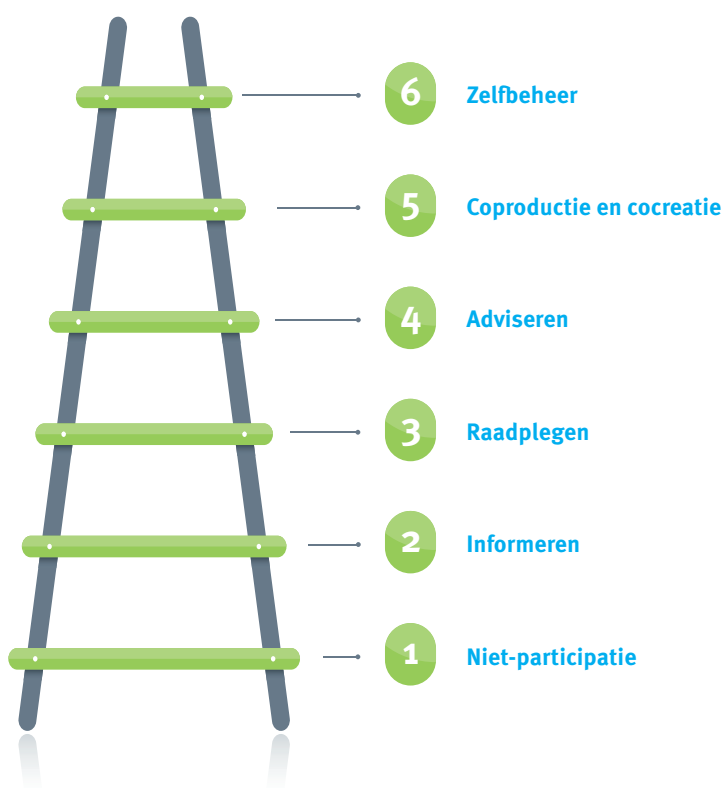 6 Zelfbeheer
5 Coproductie en cocreatie
4 Adviseren
3 Raadplegen
2 Informeren
1 Niet-participatie